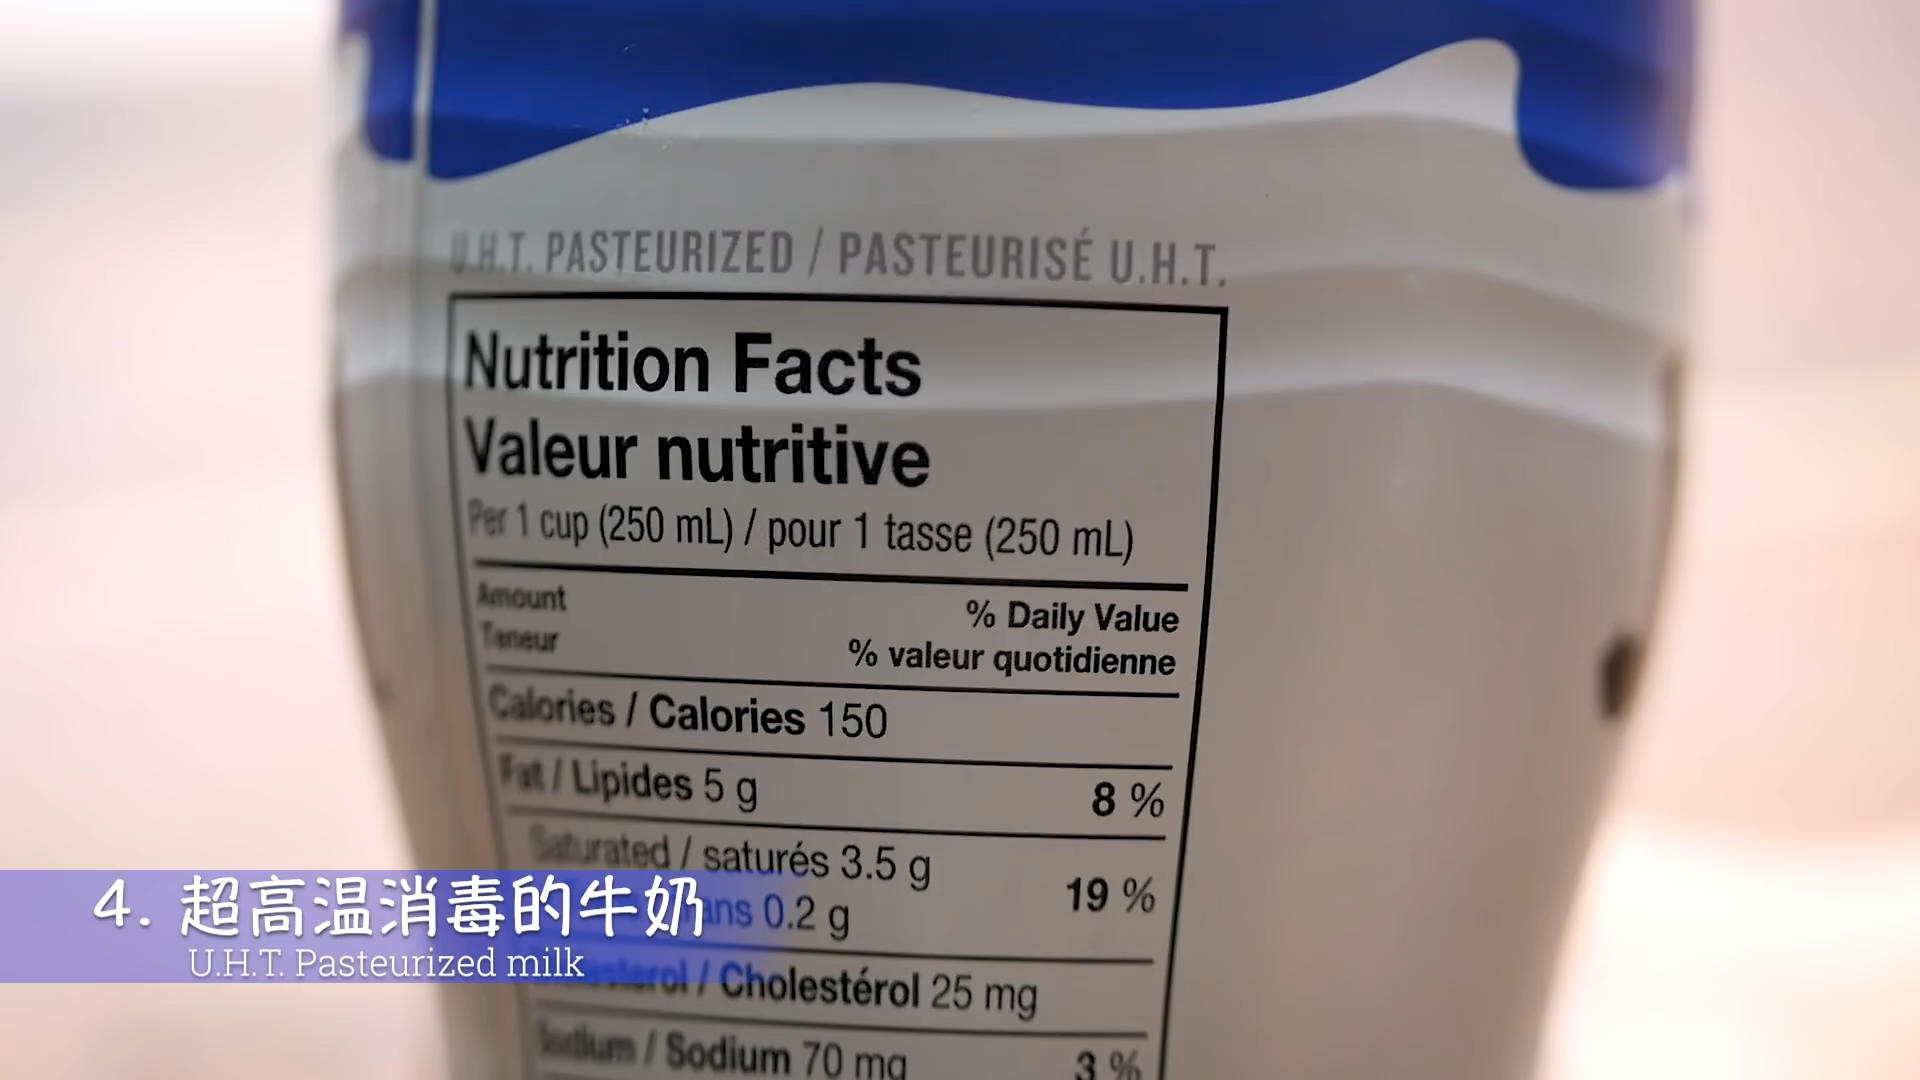 U.H.T. PASTEURIZED / PASTEURISÉ U.H.T.
Nutrition Facts
Valeur nutritive
Per 1 cup (250 mL) / pour 1 tasse (250 mL)
Amount
Teneur
% Daily Value
% valeur quotidienne
Calories / Calories 150
Fat / Lipides 5 g 8 %
Saturated / saturés 3.5 g
0.2 g
19 %
/ Cholestérol 25 mg
Sodium / Sodium 70 mg 3 %
4. 超高温消毒的牛奶
U.H.T. Pasteurized milk